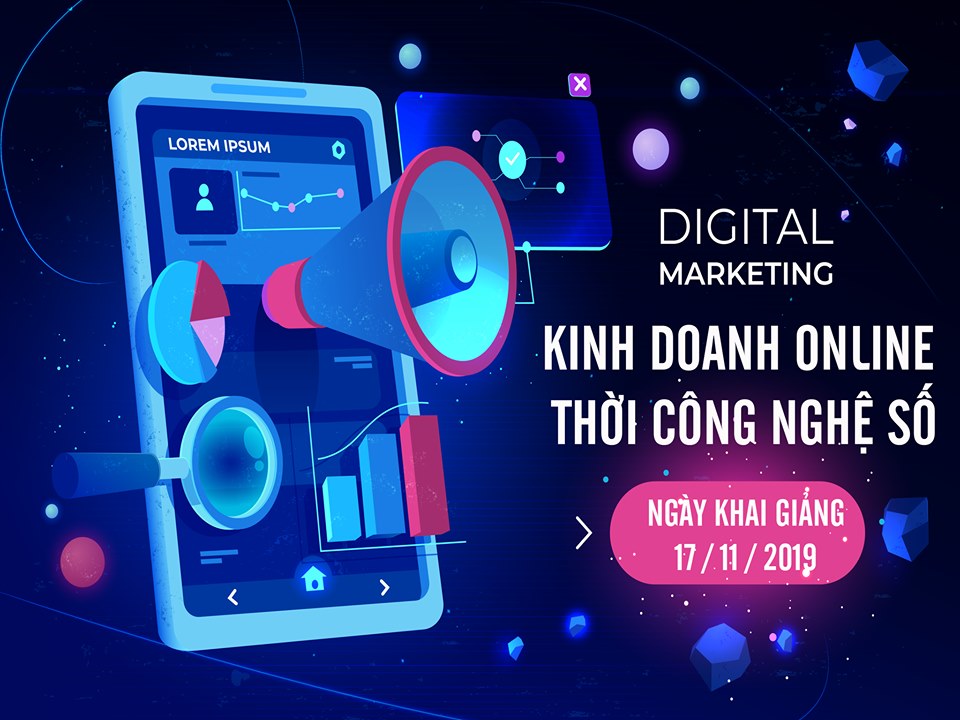 LOREM IPSUM
DIGITAL
MARKETING
KINH DOANH ONLINE
THỜI CÔNG NGHỆ SỐ
NGÀY KHAI GIẢNG
17 / 11 / 2019